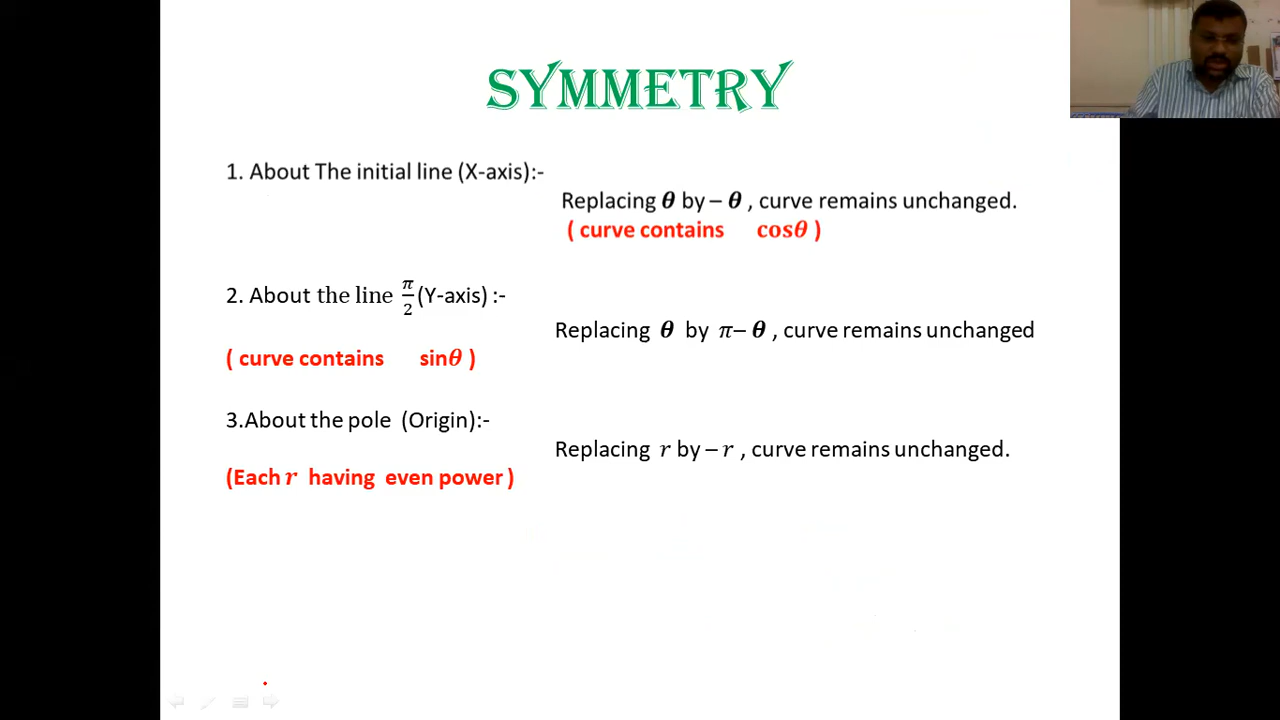 SYMMETRY
1. About The initial line (X-axis):-
Replacing θ by – θ , curve remains unchanged.
( curve contains cosθ )
2. About the line π/2 (Y-axis) :-
Replacing θ by π– θ , curve remains unchanged
( curve contains sinθ )
3.About the pole (Origin):-
Replacing r by – r , curve remains unchanged.
(Each r having even power )